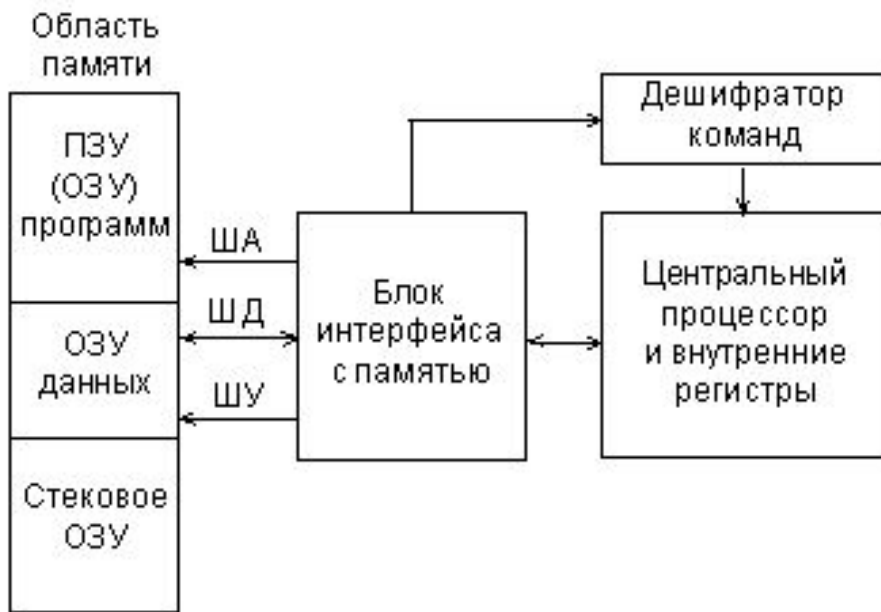 Область
памяти
ПЗУ
(ОЗУ)
программ
ОЗУ
данных
Стековое
ОЗУ
ША
ШД
ШУ
Блок
интерфейса
с памятью
Дешифратор
команд
Центральный
процессор
и внутренние
регистры